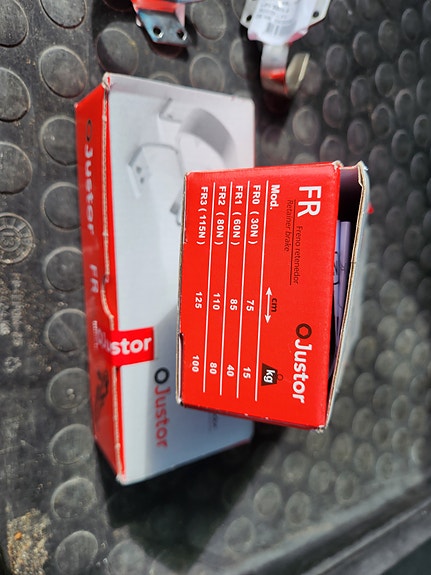 FR Freno retenedor
Retainer brake
Justor
Mod. cm kg
FR0 (30N) 75 15
FR1 (60N) 85 40
FR2 (80N) 110 80
FR3 (115N) 125 100
Justor
FR
Justor
Justor